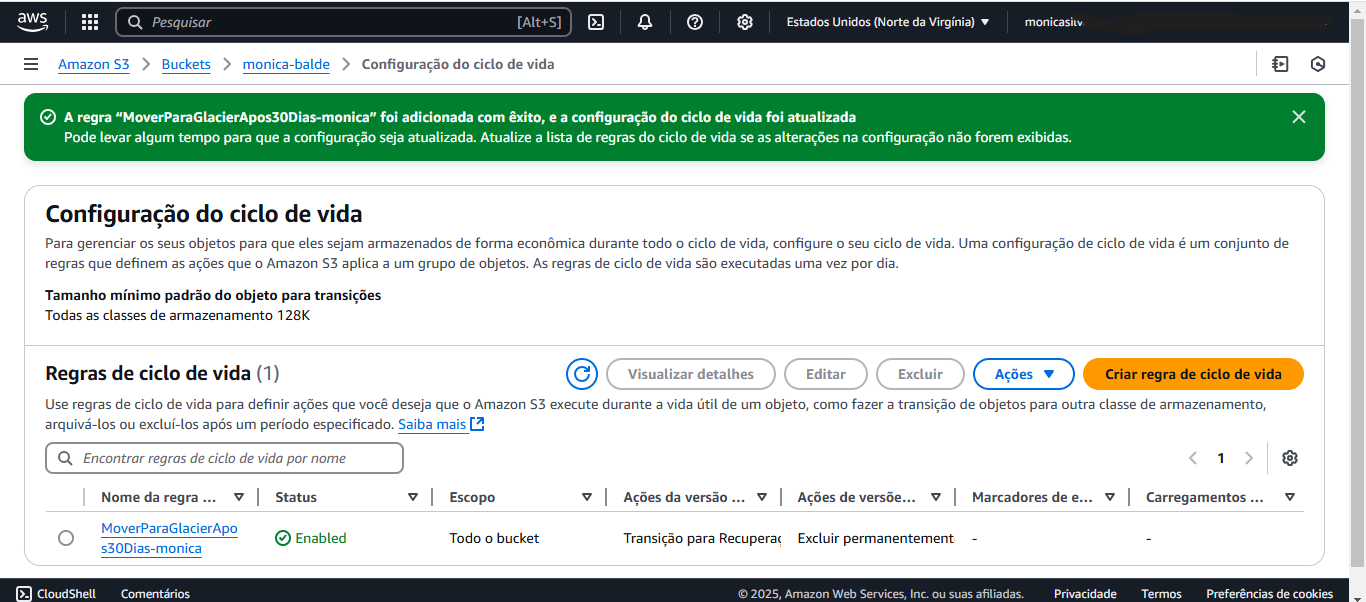 aws
Pesquisar [Alt+S]
Estados Unidos (Norte da Virgínia)
Amazon S3 > Buckets > monica-balde > Configuração do ciclo de vida
A regra “MoverParaGlacierApos30Dias-monica” foi adicionada com êxito, e a configuração do ciclo de vida foi atualizada
Pode levar algum tempo para que a configuração seja atualizada. Atualize a lista de regras do ciclo de vida se as alterações na configuração não forem exibidas.
Configuração do ciclo de vida
Para gerenciar os seus objetos para que eles sejam armazenados de forma econômica durante todo o ciclo de vida, configure o seu ciclo de vida. Uma configuração de ciclo de vida é um conjunto de
regras que definem as ações que o Amazon S3 aplica a um grupo de objetos. As regras de ciclo de vida são executadas uma vez por dia.
Tamanho mínimo padrão do objeto para transições
Todas as classes de armazenamento 128K
Regras de ciclo de vida (1)
Visualizar detalhes
Editar
Excluir
Ações
Criar regra de ciclo de vida
Use regras de ciclo de vida para definir ações que você deseja que o Amazon S3 execute durante a vida útil de um objeto, como fazer a transição de objetos para outra classe de armazenamento,
arquivá-los ou excluí-los após um período especificado. Saiba mais
Encontrar regras de ciclo de vida por nome
1
Nome da regra ... Status Escopo Ações da versão ... Ações de versõe... Marcadores de e... Carregamentos ...
MoverParaGlacierApo
s30Dias-monica
Enabled
Todo o bucket
Transição para Recuperaç
Excluir permanentement
-
-
CloudShell Comentários © 2025, Amazon Web Services, Inc. ou suas afiliadas. Privacidade Termos Preferências de cookies